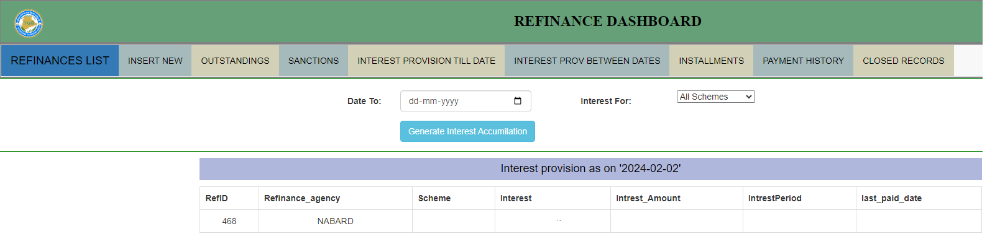 REFINANCE DASHBOARD
REFINANCES LIST INSERT NEW OUTSTANDINGS SANCTIONS INTEREST PROVISION TILL DATE INTEREST PROV BETWEEN DATES INSTALLMENTS PAYMENT HISTORY CLOSED RECORDS
Date To: dd-mm-yyyy Interest For: All Schemes
Generate Interest Accumilation
Interest provision as on '2024-02-02'
RefID Refinance_agency Scheme Interest Intrest_Amount IntrestPeriod last_paid_date
468 NABARD